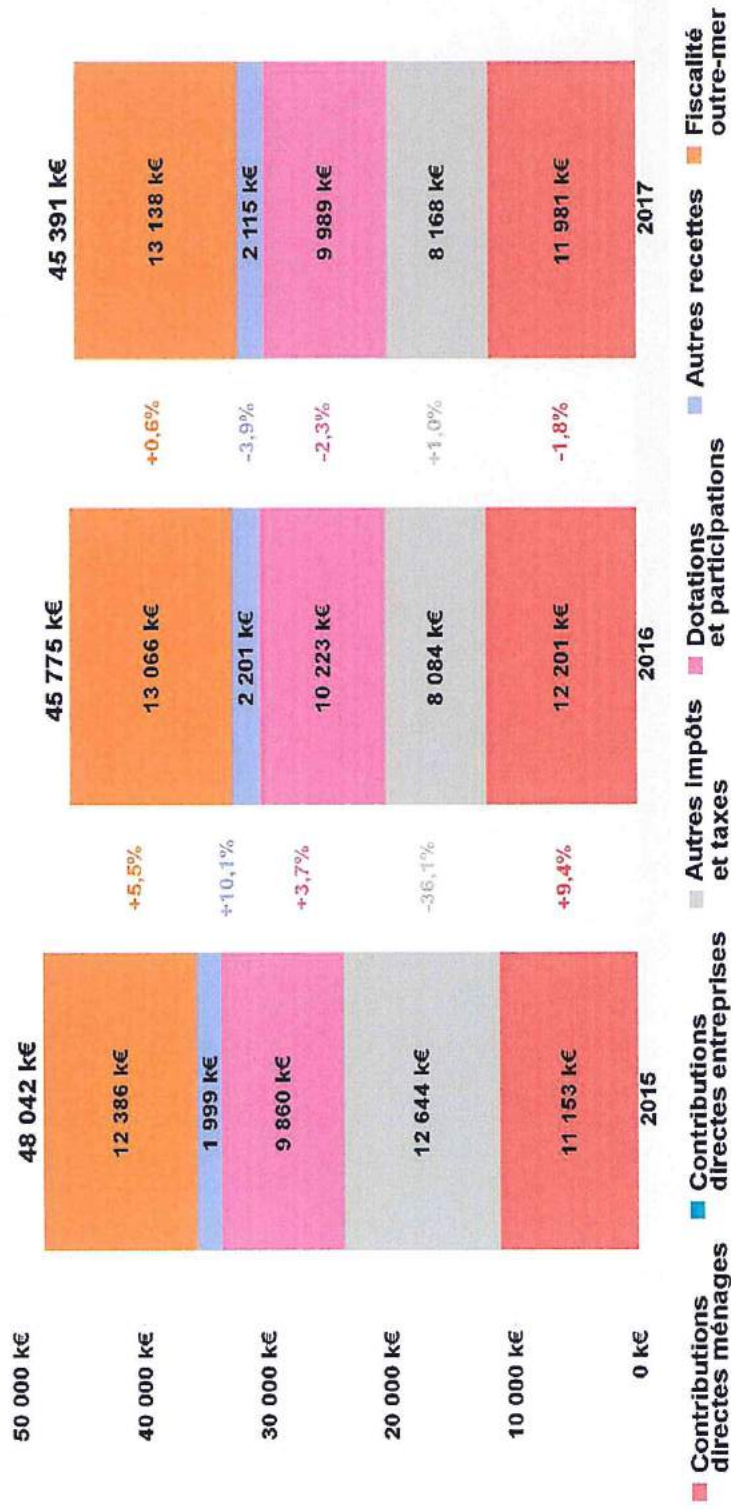 50 000 k€
40 000 k€
30 000 k€
20 000 k€
10 000 k€
0 k€
48 042 k€
12 386 k€
1 999 k€
9 860 k€
12 644 k€
11 153 k€
2015
+5,5%
+10,1%
+3,7%
-36,1%
+9,4%
45 775 k€
13 066 k€
2 201 k€
10 223 k€
8 084 k€
12 201 k€
2016
+0,6%
-3,9%
-2,3%
+1,0%
-1,8%
45 391 k€
13 138 k€
2 115 k€
9 989 k€
8 168 k€
11 981 k€
2017
Contributions
directes ménages
Contributions
directes entreprises
Autres impôts
et taxes
Dotations
et participations
Autres recettes
Fiscalité
outre-mer